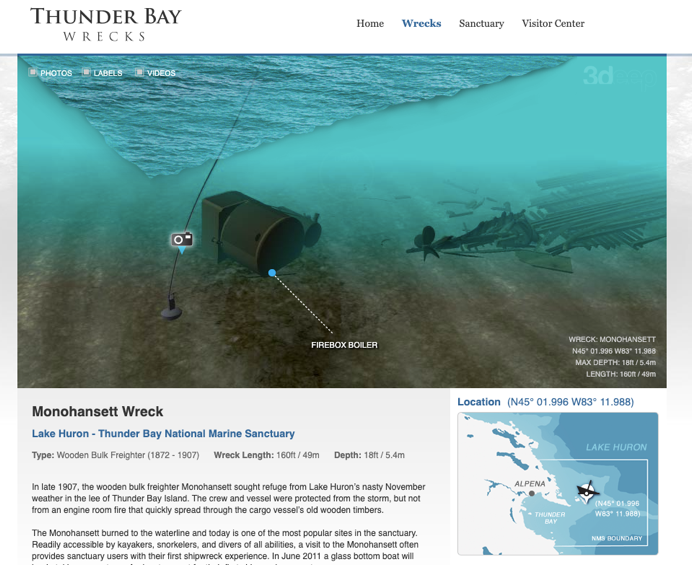 THUNDER BAY
WRECKS
Home Wrecks Sanctuary Visitor Center
PHOTOS LABELS VIDEOS
3d
FIREBOX BOILER
WRECK: MONOHANSETT
N45° 01.996 W83° 11.988
MAX DEPTH: 18ft / 5.4m
LENGTH: 160ft / 49m
Monohansett Wreck
Lake Huron - Thunder Bay National Marine Sanctuary
Type: Wooden Bulk Freighter (1872 - 1907) Wreck Length: 160ft / 49m Depth: 18ft / 5.4m
In late 1907, the wooden bulk freighter Monohansett sought refuge from Lake Huron's nasty November
weather in the lee of Thunder Bay Island. The crew and vessel were protected from the storm, but not
from an engine room fire that quickly spread through the cargo vessel's old wooden timbers.
The Monohansett burned to the waterline and today is one of the most popular sites in the sanctuary.
Readily accessible by kayakers, snorkelers, and divers of all abilities, a visit to the Monohansett often
provides sanctuary users with their first shipwreck experience. In June 2011 a glass bottom boat will
Location (N45° 01.996 W83° 11.988)
LAKE HURON
ALPENA
(N45° 01.996
W83° 11.988)
THUNDER
BAY
NMS BOUNDARY